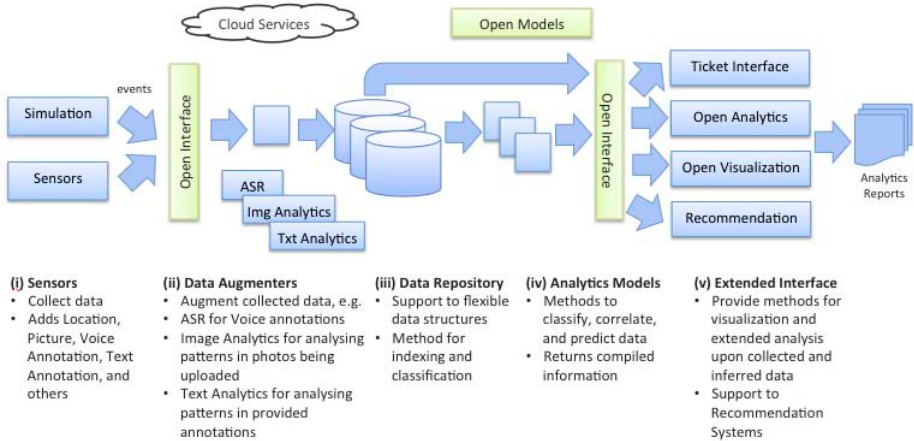 Cloud Services
Open Models
events
Simulation
Sensors
Open Interface
ASR
Img Analytics
Txt Analytics
Open Interface
Ticket Interface
Open Analytics
Open Visualization
Recommendation
Analytics
Reports
(i) Sensors
• Collect data
• Adds Location,
Picture, Voice
Annotation, Text
Annotation, and
others
(ii) Data Augmenters
• Augment collected data, e.g.
• ASR for Voice annotations
• Image Analytics for analysing
patterns in photos being
uploaded
• Text Analytics for analysing
patterns in provided
annotations
(iii) Data Repository
• Support to flexible
data structures
• Method for
indexing and
classification
(iv) Analytics Models
• Methods to
classify, correlate,
and predict data
• Returns compiled
information
(v) Extended Interface
• Provide methods for
visualization and
extended analysis
upon collected and
inferred data
• Support to
Recommendation
Systems